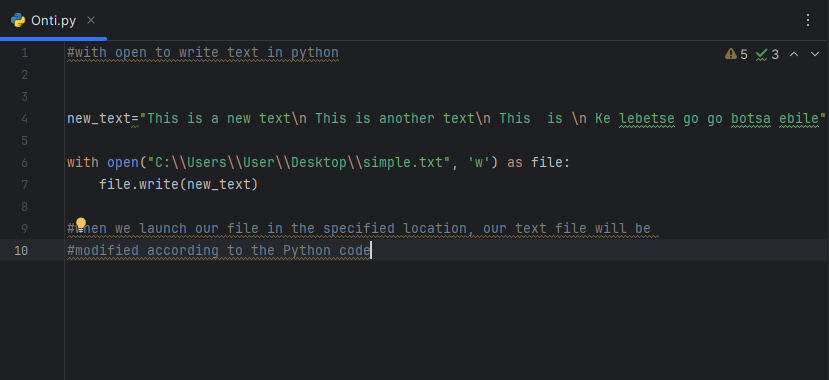 Onti.py
5 3
1 #with open to write text in python
2
3
4 new_text="This is a new text\n This is another text\n This  is \n Ke lebetse go go botsa ebile"
5
6 with open("C:\\Users\\User\\Desktop\\simple.txt", 'w') as file:
7     file.write(new_text)
8
9 #when we launch our file in the specified location, our text file will be
10 #modified according to the Python code